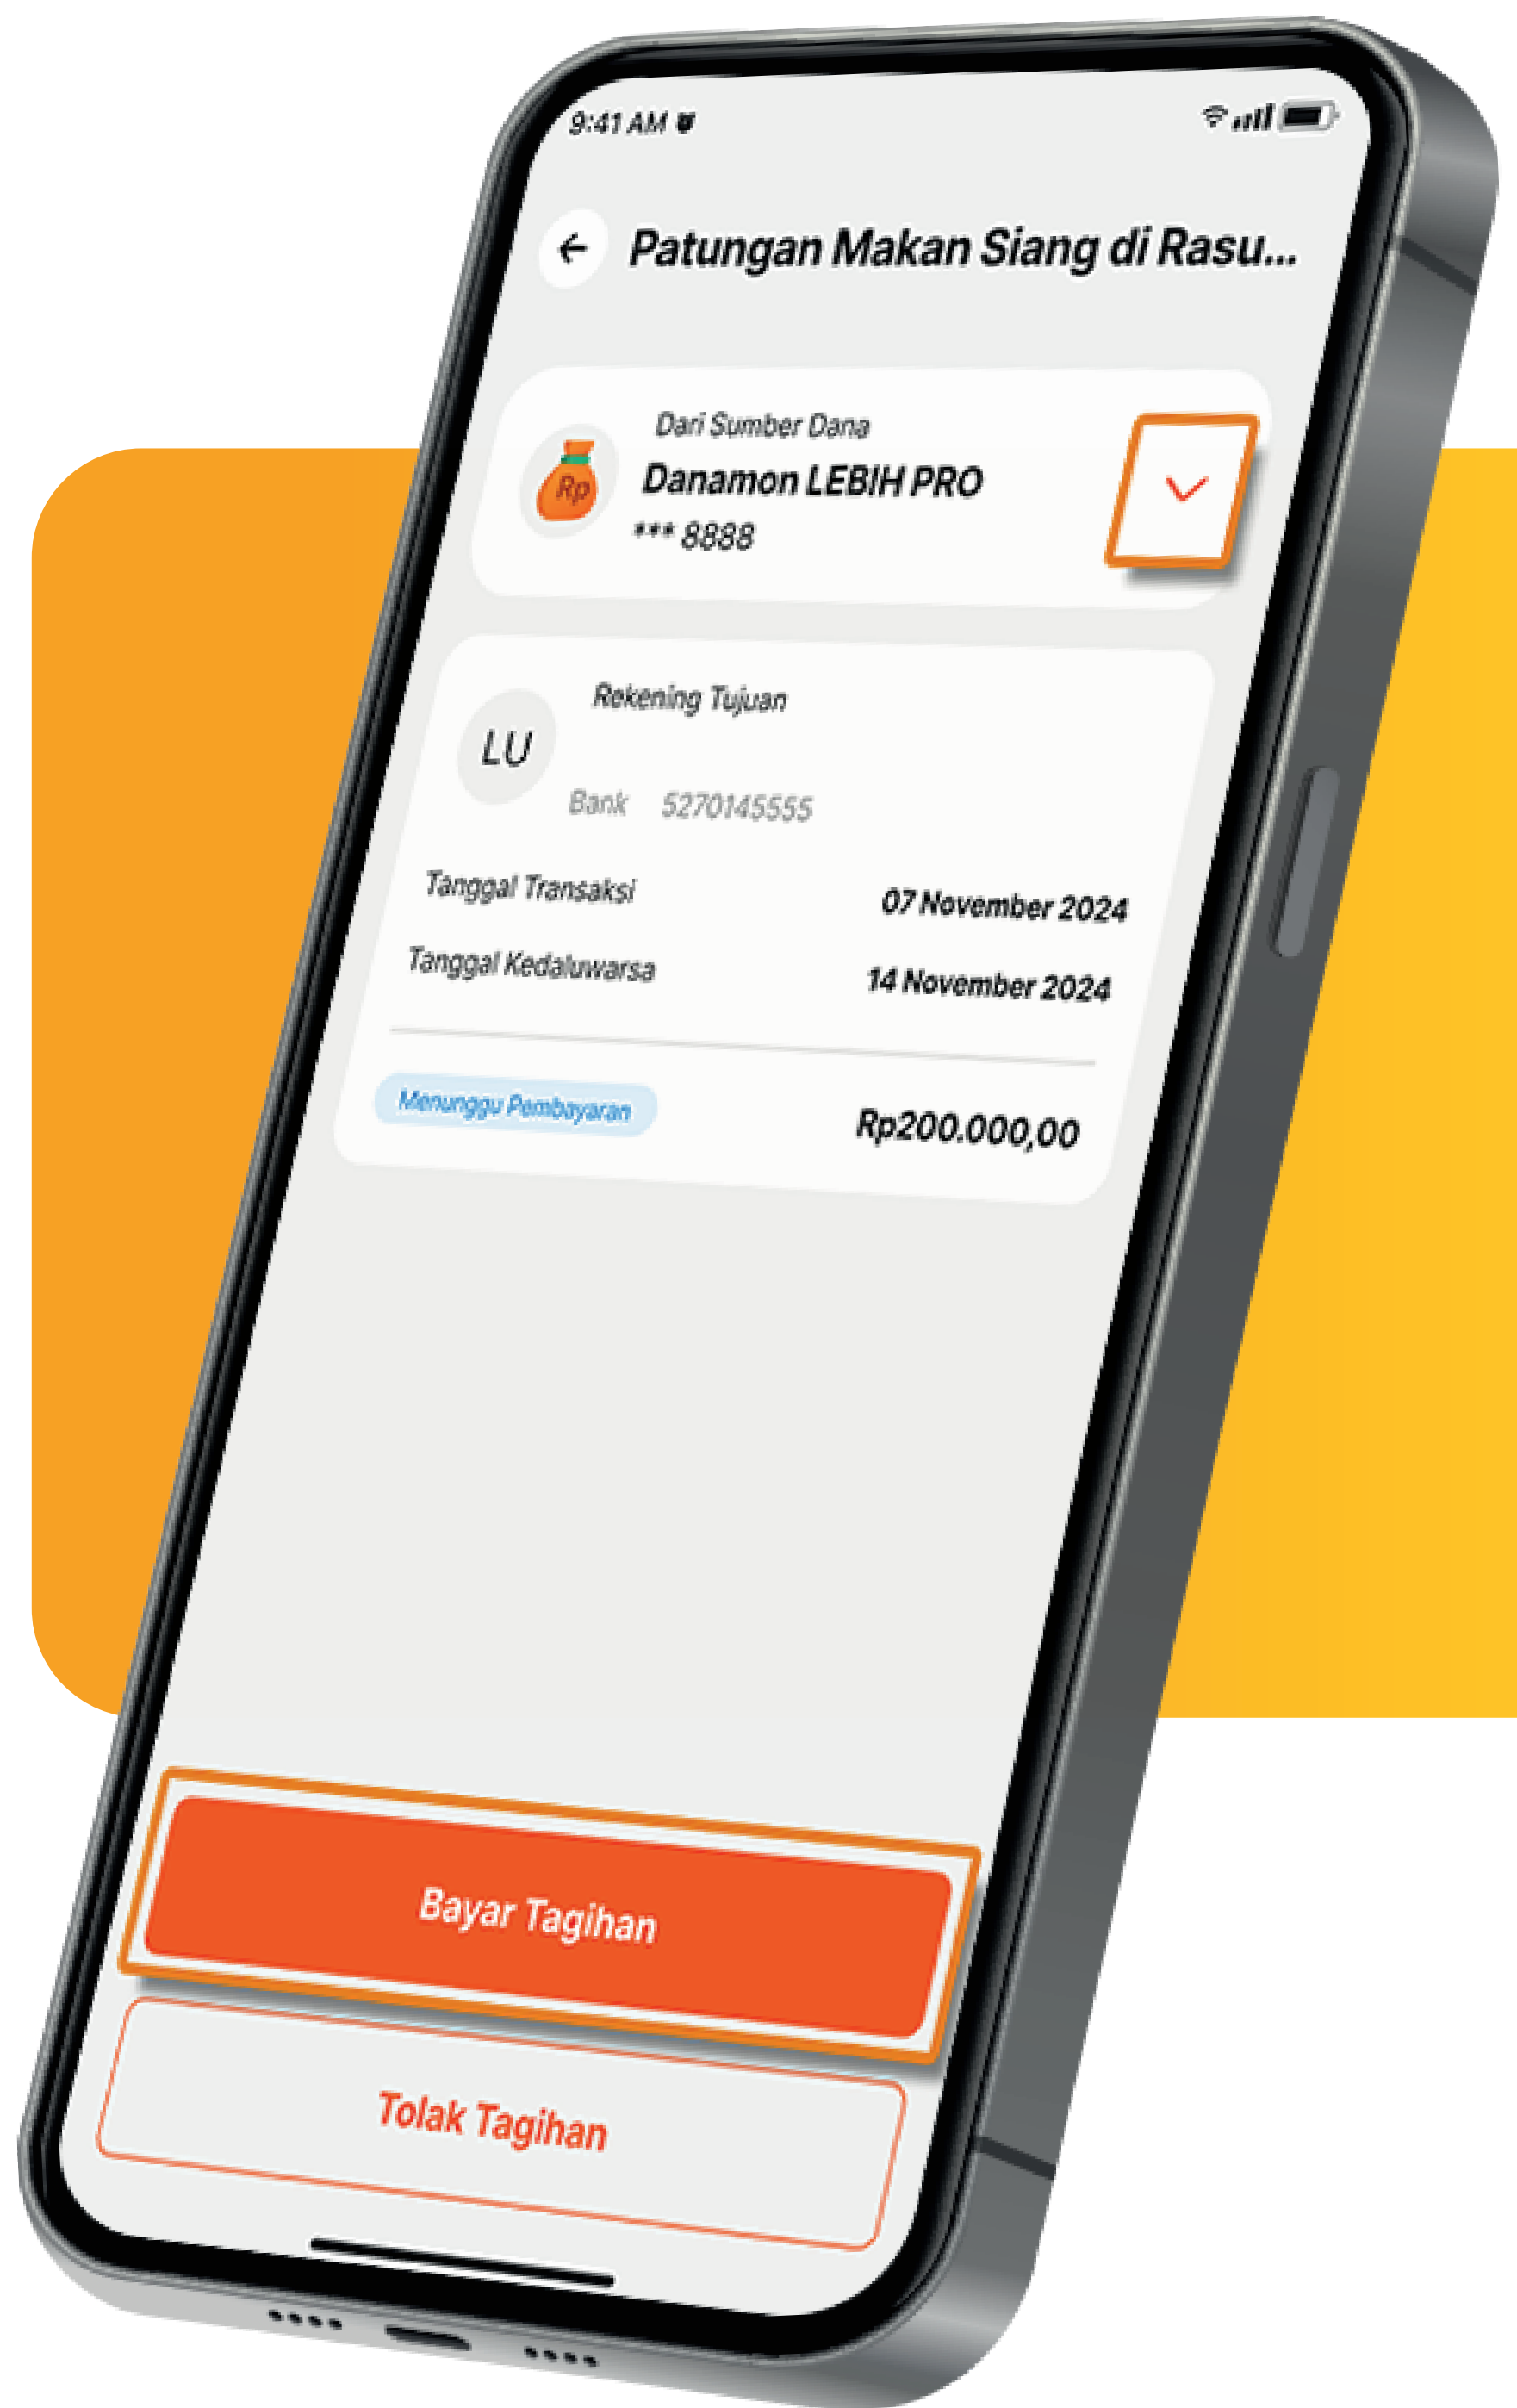 9:41 AM
Patungan Makan Siang di Rasu...
Dari Sumber Dana
Rp
Danamon LEBIH PRO
*** 8888
Rekening Tujuan
LU
Bank 5270145555
Tanggal Transaksi 07 November 2024
Tanggal Kedaluwarsa 14 November 2024
Menunggu Pembayaran Rp200.000,00
Bayar Tagihan
Tolak Tagihan